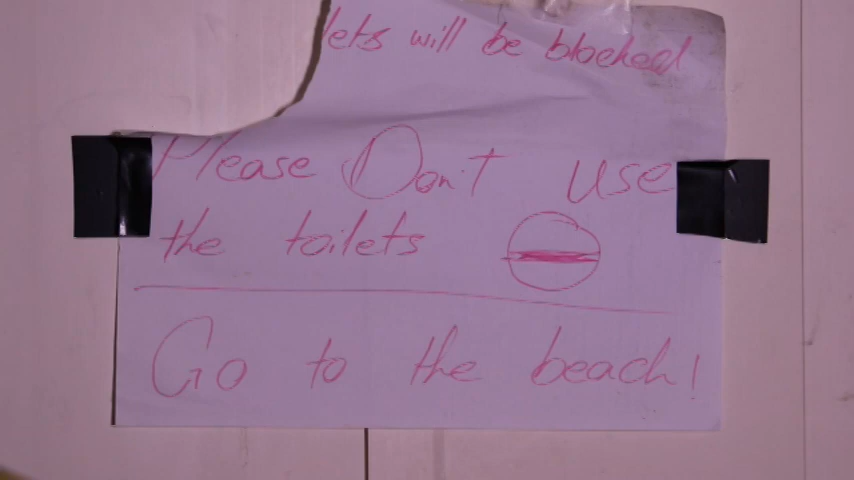 lets will be blocked
Please Don't use
the toilets
Go to the beach!